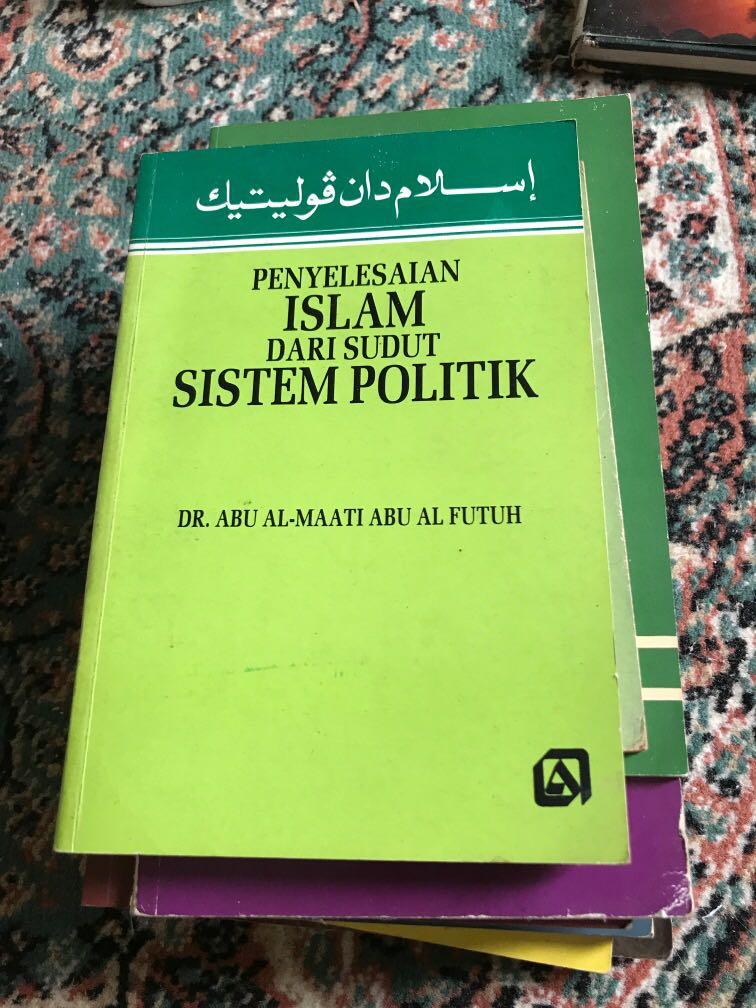 إسلام دان ڤوليتيك
PENYELESAIAN
ISLAM
DARI SUDUT
SISTEM POLITIK
DR. ABU AL-MAATI ABU AL FUTUH